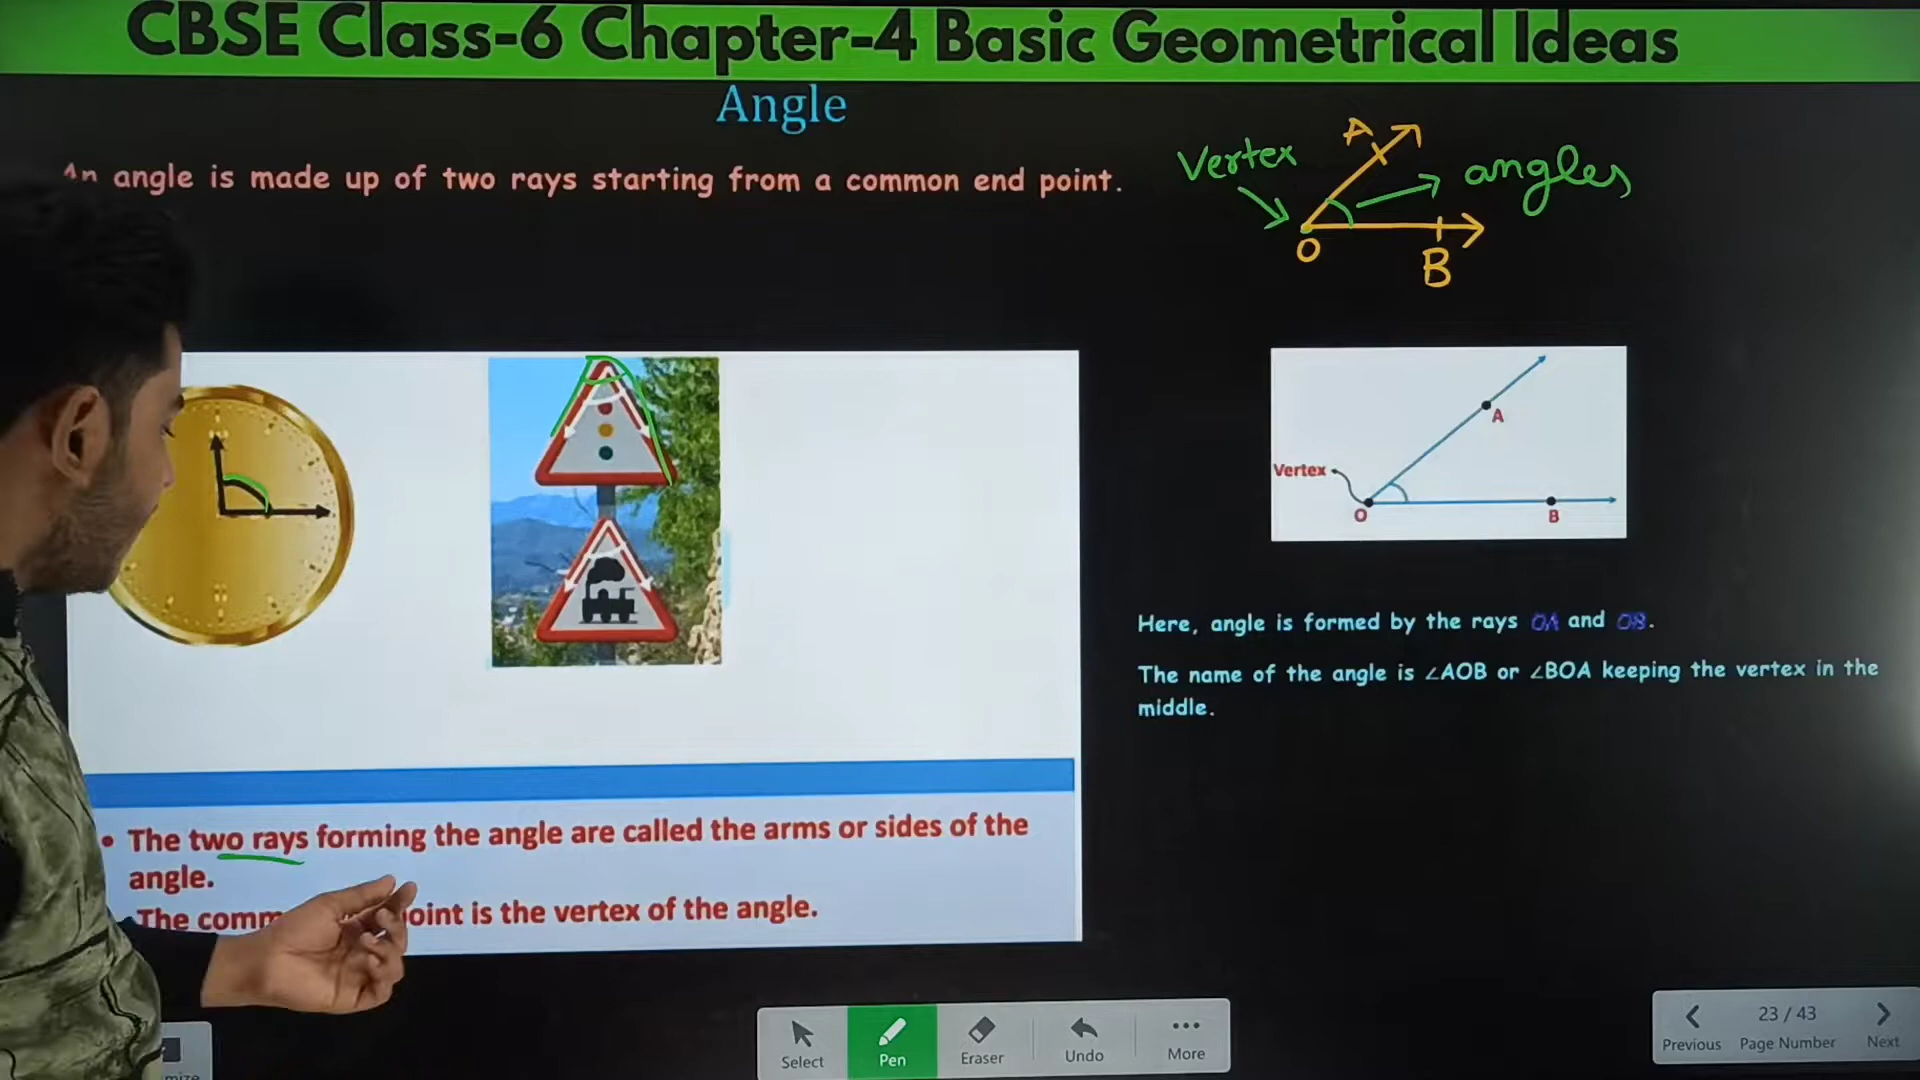 CBSE Class-6 Chapter-4 Basic Geometrical Ideas
Angle
An angle is made up of two rays starting from a common end point.
Vertex
A
angles
O
B
A
Vertex
O
B
Here, angle is formed by the rays OA and OB.
The name of the angle is ∠AOB or ∠BOA keeping the vertex in the
middle.
• The two rays forming the angle are called the arms or sides of the
angle.
The comm oint is the vertex of the angle.
Select
Pen
Eraser
Undo
More
Previous
23 / 43
Page Number
Next